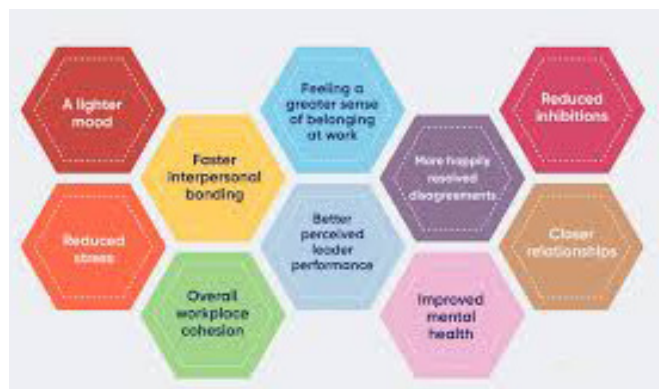 A lighter
mood
Faster
interpersonal
bonding
Feeling a
greater sense
of belonging
at work
More happily
resolved
disagreements
Reduced
inhibitions
Reduced
stress
Overall
workplace
cohesion
Better
perceived
leader
performance
Improved
mental
health
Closer
relationships